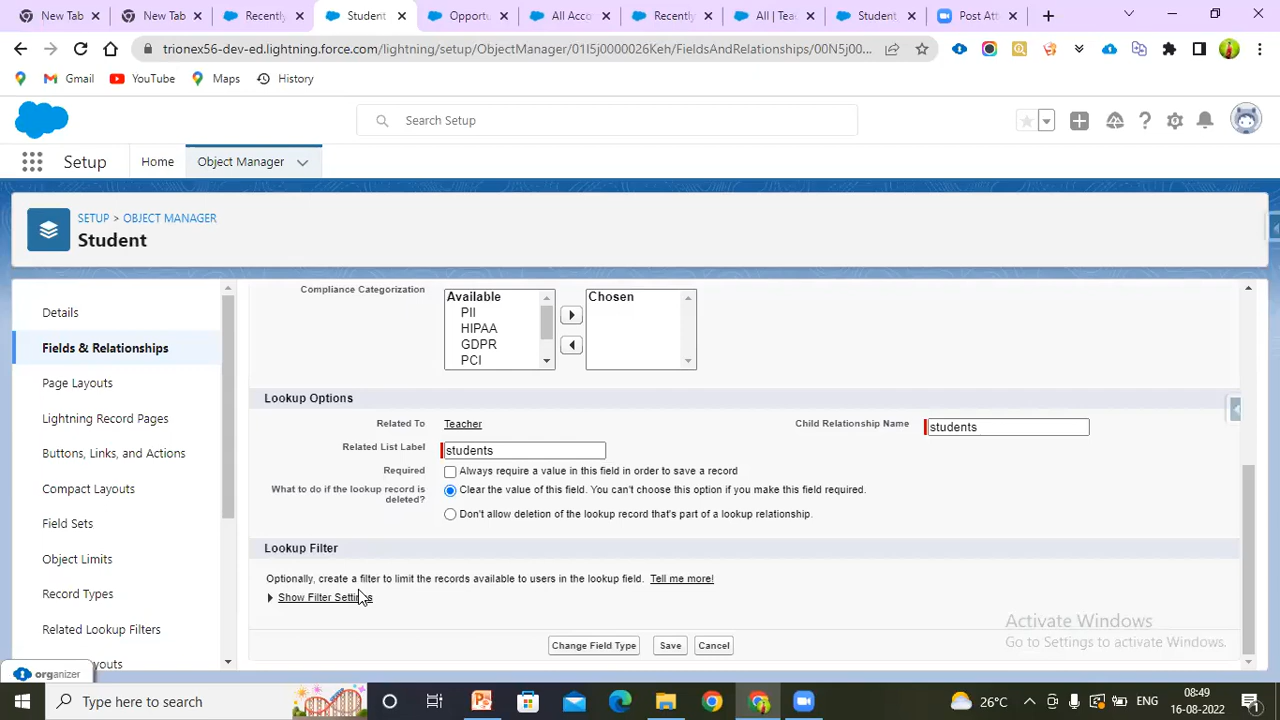 New Tab
New Tab
Recently
Student
Opportu
All Acco
Recently
All | Tea
Student
Post Att
trionex56-dev-ed.lightning.force.com/lightning/setup/ObjectManager/01I5j0000026Keh/FieldsAndRelationships/00N5j00...
Gmail
YouTube
Maps
History
Search Setup
Setup
Home
Object Manager
SETUP > OBJECT MANAGER
Student
Details
Fields & Relationships
Page Layouts
Lightning Record Pages
Buttons, Links, and Actions
Compact Layouts
Field Sets
Object Limits
Record Types
Related Lookup Filters
Compliance Categorization
Available
PII
HIPAA
GDPR
PCI
Chosen
Lookup Options
Related To Teacher
Child Relationship Name students
Related List Label students
Required Always require a value in this field in order to save a record
What to do if the lookup record is deleted?
Clear the value of this field. You can't choose this option if you make this field required.
Don't allow deletion of the lookup record that's part of a lookup relationship.
Lookup Filter
Optionally, create a filter to limit the records available to users in the lookup field. Tell me more!
Show Filter Settings
Change Field Type
Save
Cancel
Activate Windows
Go to Settings to activate Windows.
organizer
Type here to search
26°C
ENG
08:49
16-08-2022